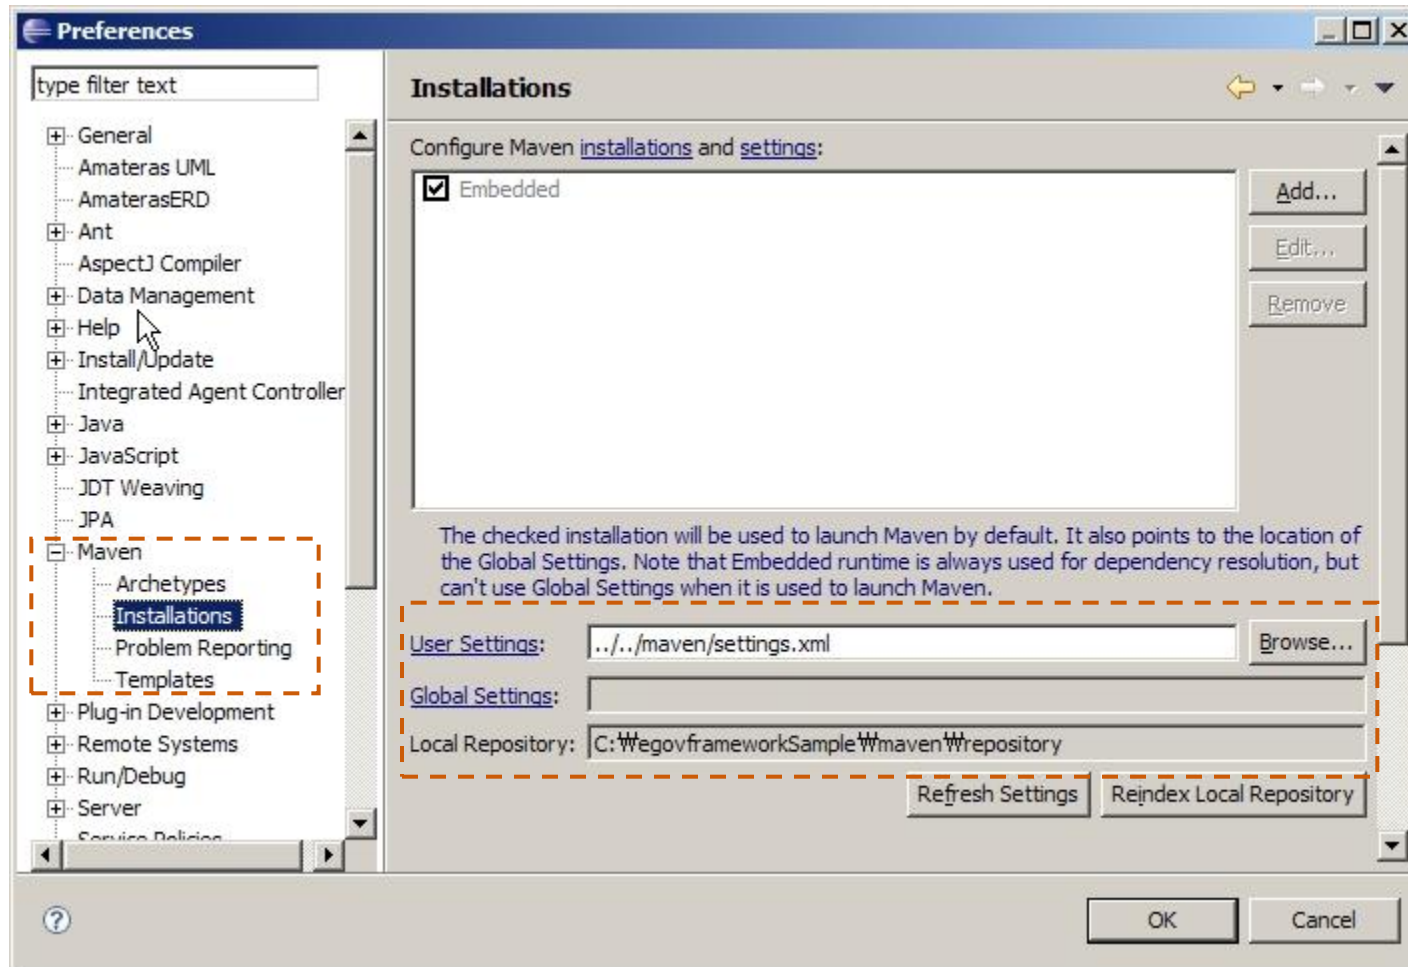 Preferences
type filter text
General
Amateras UML
AmaterasERD
Ant
AspectJ Compiler
Data Management
Help
Install/Update
Integrated Agent Controller
Java
JavaScript
JDT Weaving
JPA
Maven
Archetypes
Installations
Problem Reporting
Templates
Plug-in Development
Remote Systems
Run/Debug
Server
Service Policies
Installations
Configure Maven installations and settings:
Embedded
Add...
Edit...
Remove
The checked installation will be used to launch Maven by default. It also points to the location of
the Global Settings. Note that Embedded runtime is always used for dependency resolution, but
can't use Global Settings when it is used to launch Maven.
User Settings: ../../maven/settings.xml Browse...
Global Settings:
Local Repository: C:₩egovframeworkSample₩maven₩repository
Refresh Settings Reindex Local Repository
OK Cancel